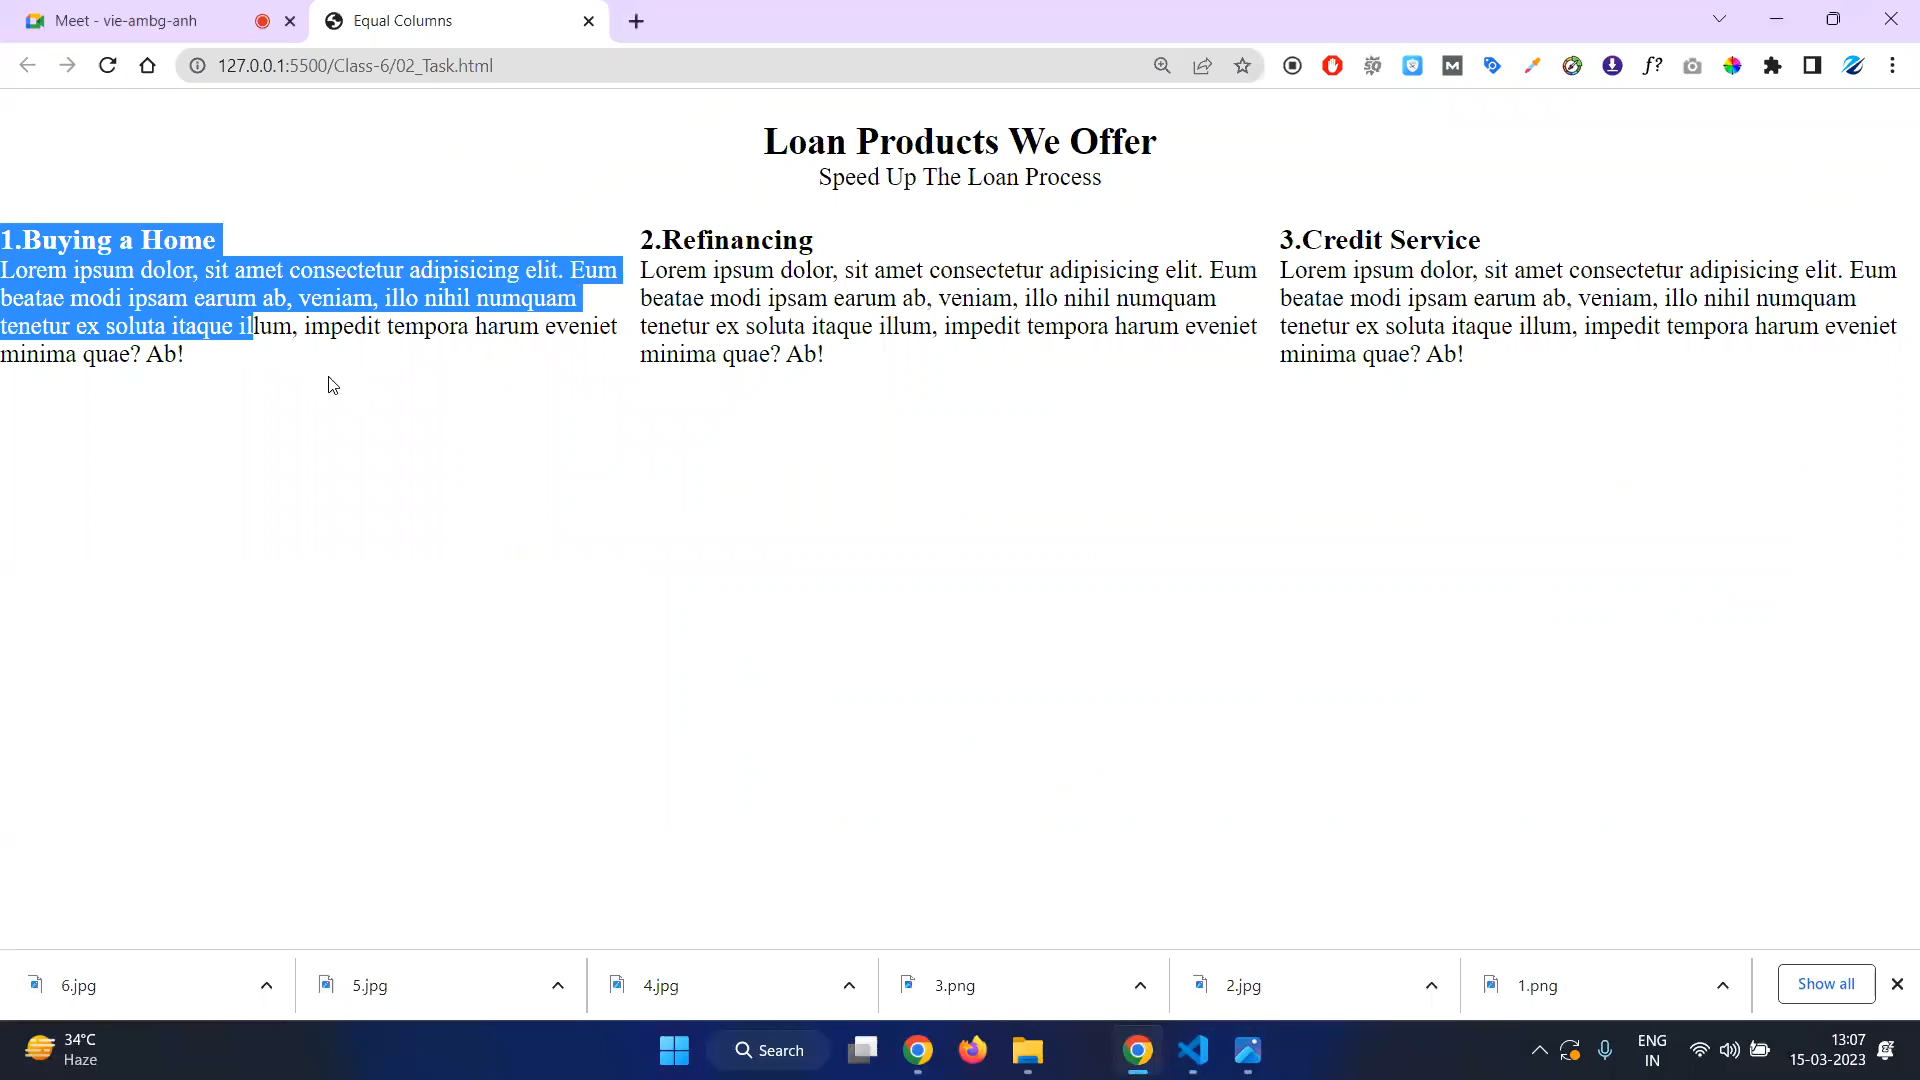 Meet - vie-ambg-anh
Equal Columns
127.0.0.1:5500/Class-6/02_Task.html
Loan Products We Offer
Speed Up The Loan Process
1.Buying a Home
Lorem ipsum dolor, sit amet consectetur adipisicing elit. Eum
beatae modi ipsam earum ab, veniam, illo nihil numquam
tenetur ex soluta itaque illum, impedit tempora harum eveniet
minima quae? Ab!
2.Refinancing
Lorem ipsum dolor, sit amet consectetur adipisicing elit. Eum
beatae modi ipsam earum ab, veniam, illo nihil numquam
tenetur ex soluta itaque illum, impedit tempora harum eveniet
minima quae? Ab!
3.Credit Service
Lorem ipsum dolor, sit amet consectetur adipisicing elit. Eum
beatae modi ipsam earum ab, veniam, illo nihil numquam
tenetur ex soluta itaque illum, impedit tempora harum eveniet
minima quae? Ab!
6.jpg
5.jpg
4.jpg
3.png
2.jpg
1.png
Show all
34°C
Haze
Search
ENG
IN
13:07
15-03-2023